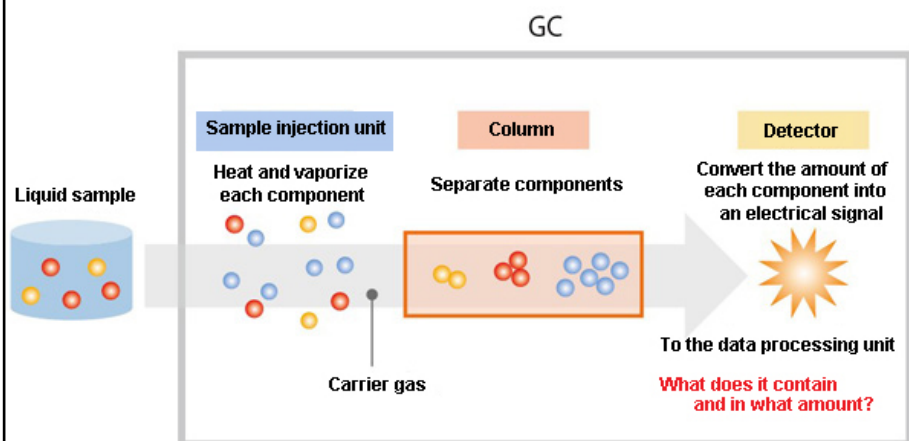 GC
Liquid sample
Sample injection unit
Heat and vaporize
each component
Carrier gas
Column
Separate components
Detector
Convert the amount of
each component into
an electrical signal
To the data processing unit
What does it contain
and in what amount?